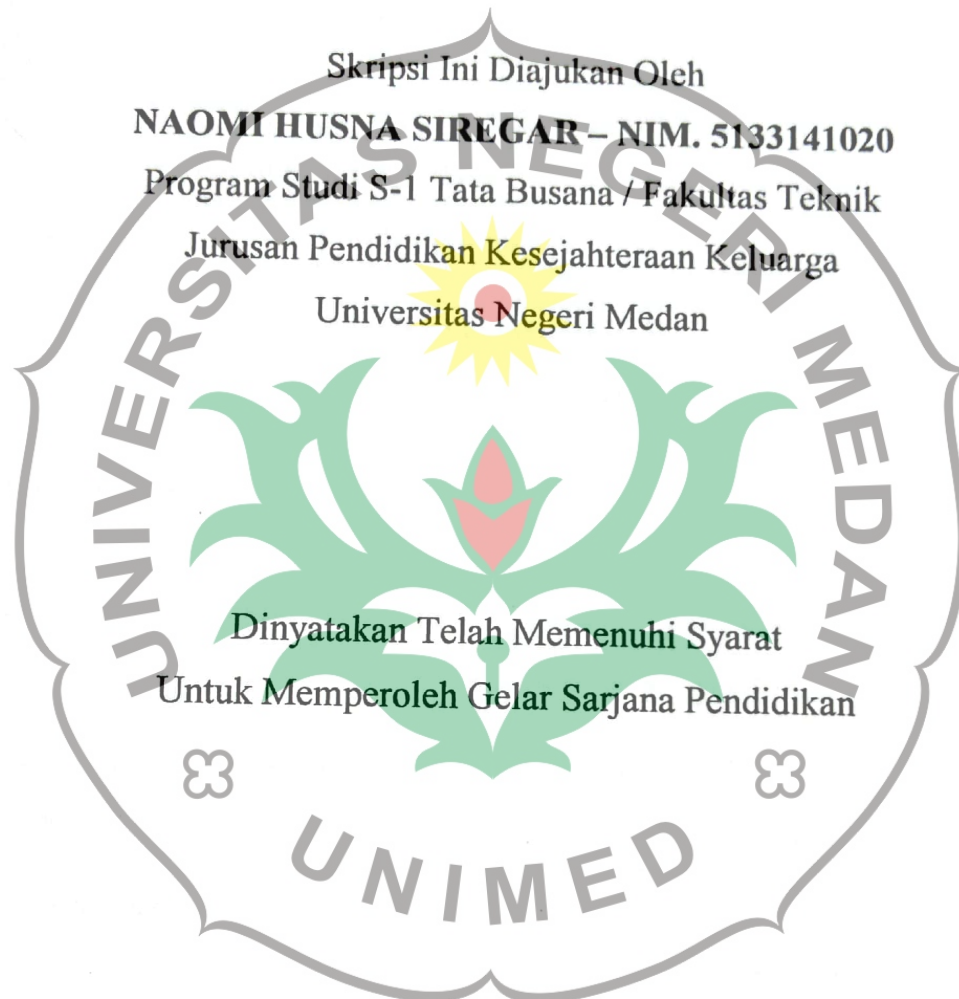 Skripsi Ini Diajukan Oleh
NAOMI HUSNA SIREGAR – NIM. 5133141020
Program Studi S-1 Tata Busana / Fakultas Teknik
Jurusan Pendidikan Kesejahteraan Keluarga
Universitas Negeri Medan
Dinyatakan Telah Memenuhi Syarat
Untuk Memperoleh Gelar Sarjana Pendidikan
UNIVERSITAS NEGERI MEDAN
UNIMED